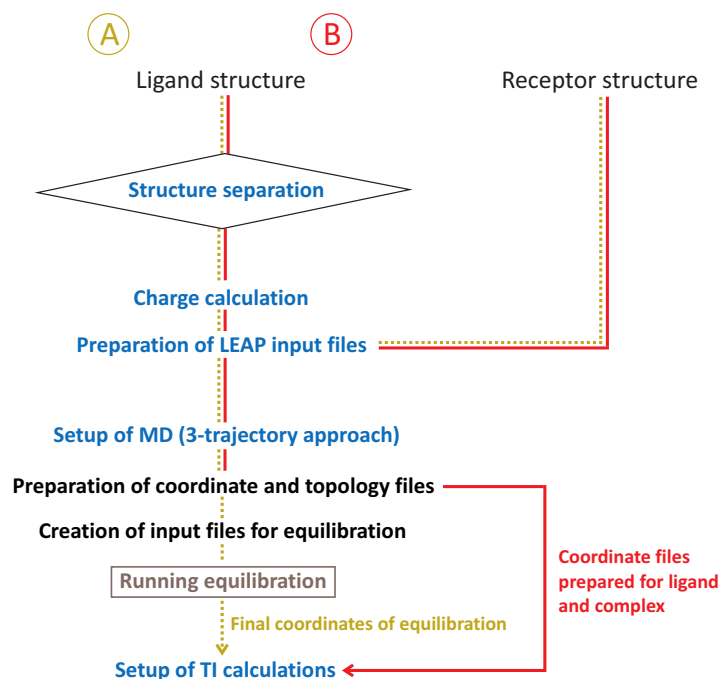 A
B
Ligand structure
Receptor structure
Structure separation
Charge calculation
Preparation of LEAP input files
Setup of MD (3-trajectory approach)
Preparation of coordinate and topology files
Creation of input files for equilibration
Running equilibration
Coordinate files
prepared for ligand
and complex
Final coordinates of equilibration
Setup of TI calculations